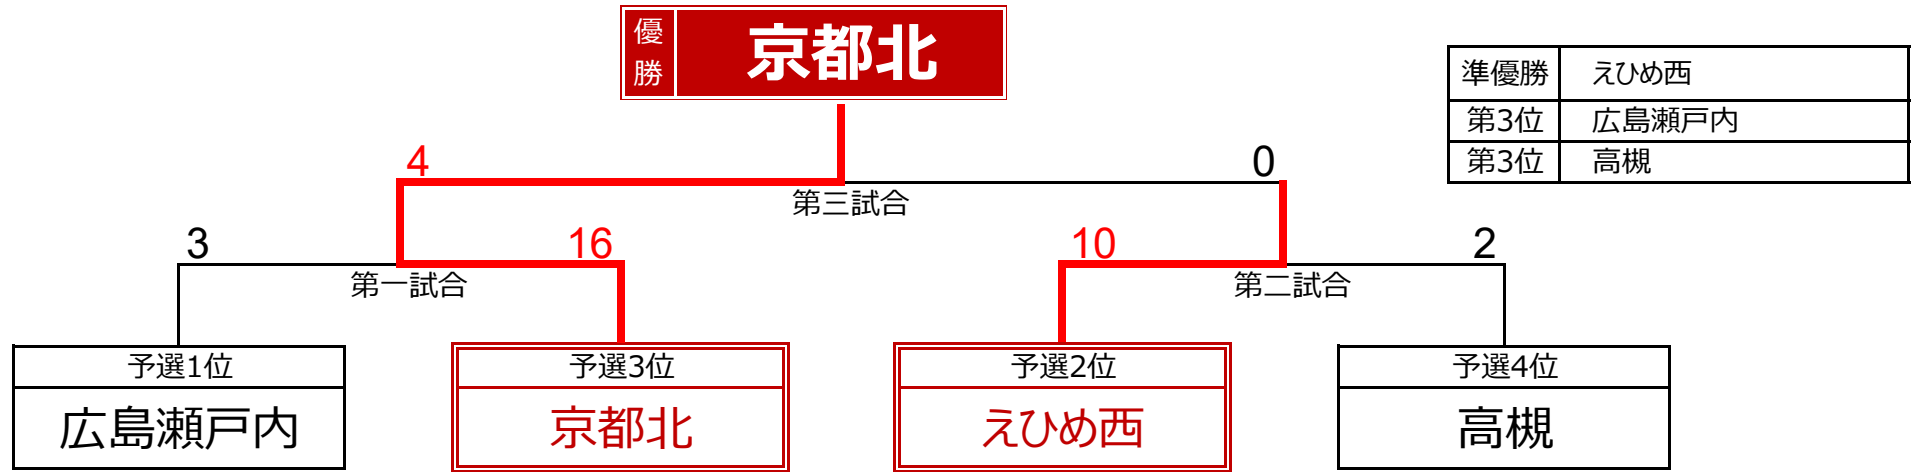 優勝
京都北
準優勝 えひめ西
第3位 広島瀬戸内
第3位 高槻
4
0
第三試合
3
16
10
2
第一試合
第二試合
予選1位
予選3位
予選2位
予選4位
広島瀬戸内
京都北
えひめ西
高槻